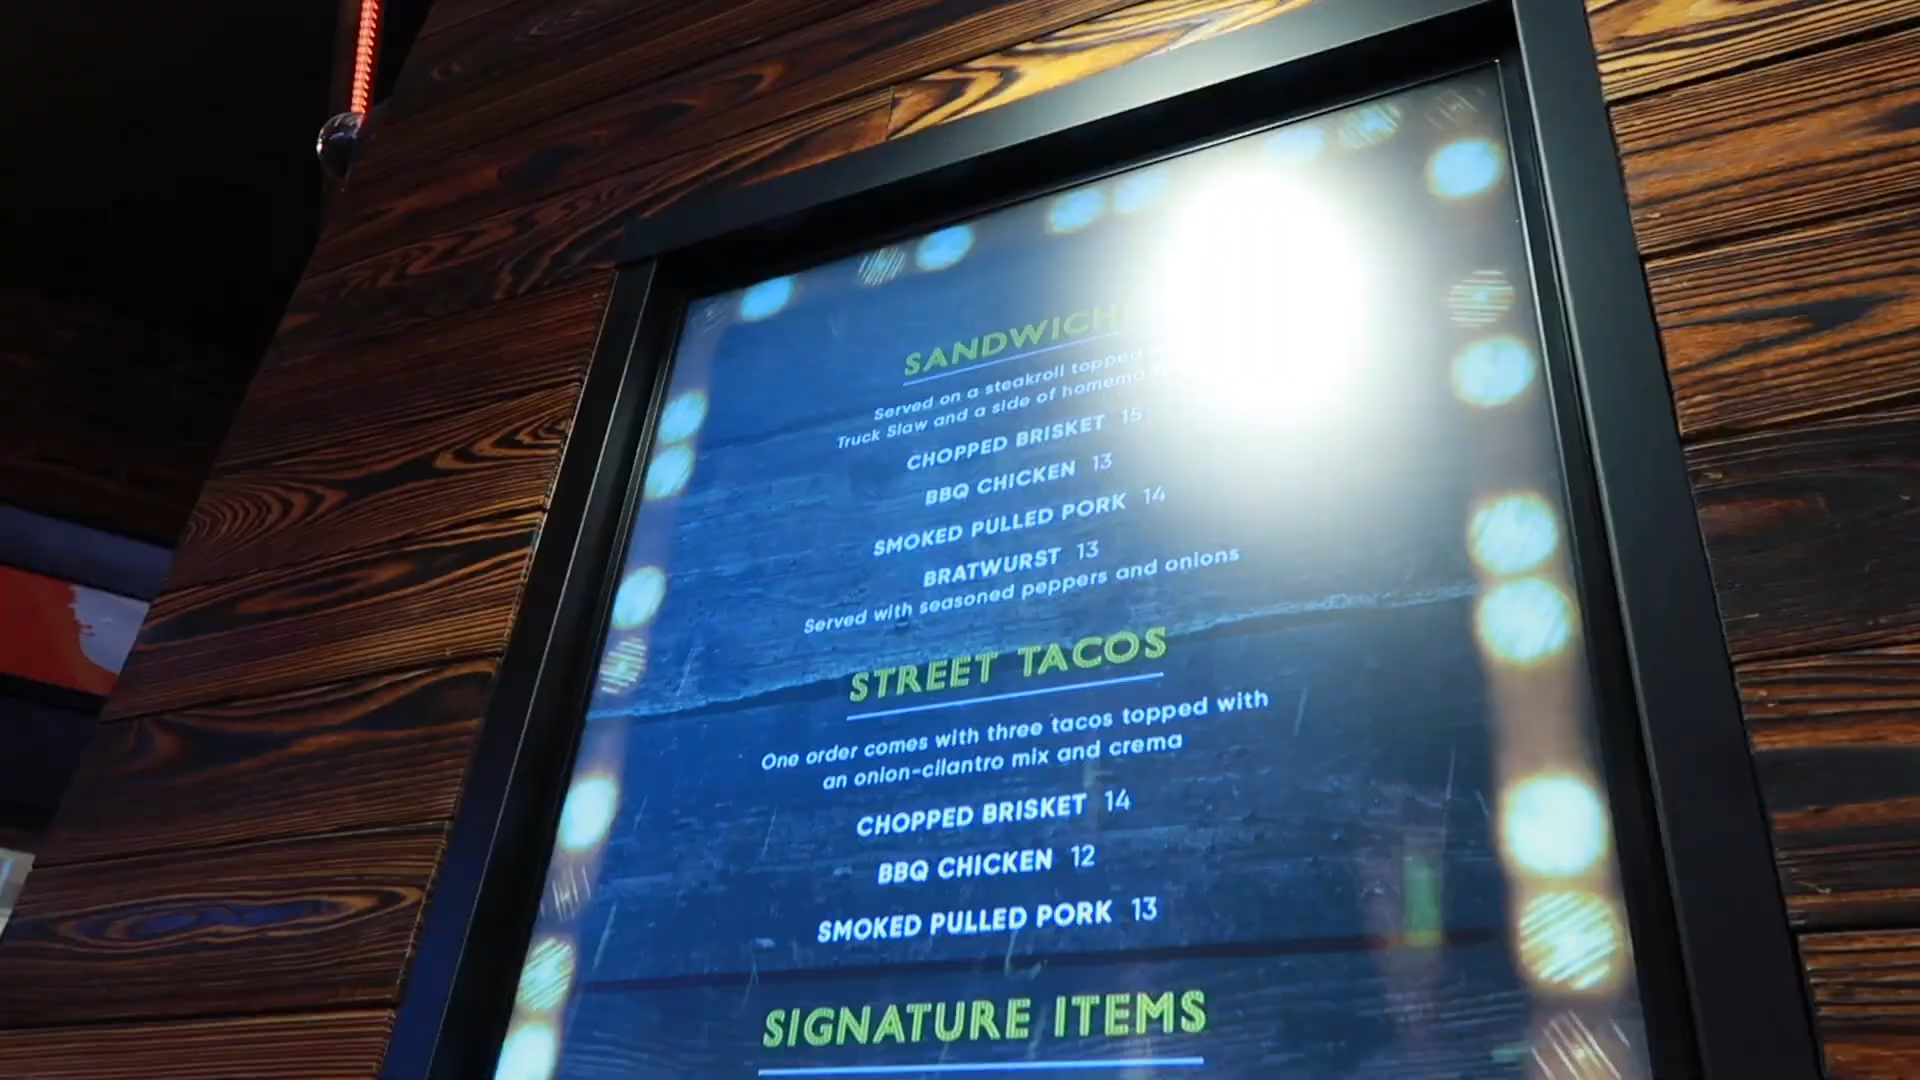 SANDWICH
Served on a steakroll topped
Truck Slaw and a side of
CHOPPED BRISKET 15
BBQ CHICKEN 13
SMOKED PULLED PORK 14
BRATWURST 13
Served with seasoned peppers and onions
STREET TACOS
One order comes with three tacos topped with
an onion-cilantro mix and crema
CHOPPED BRISKET 14
BBQ CHICKEN 12
SMOKED PULLED PORK 13
SIGNATURE ITEMS